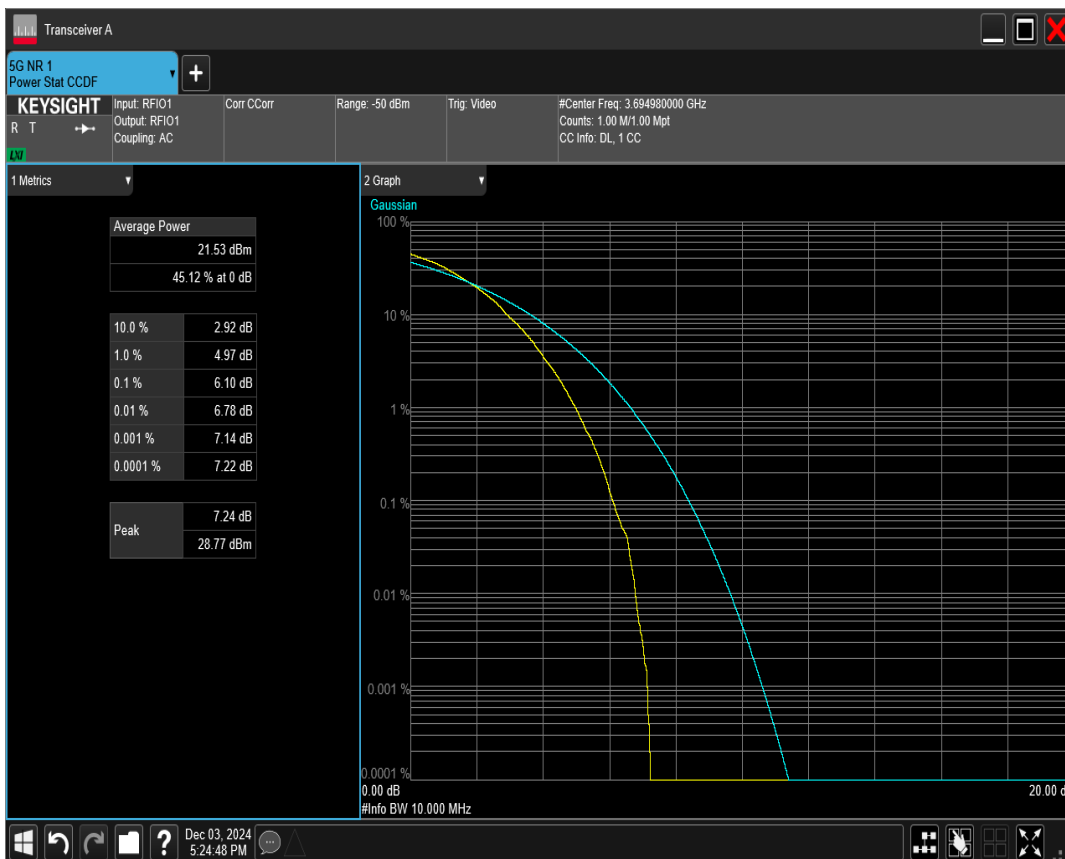 Transceiver A
5G NR 1
Power Stat CCDF
+
KEYSIGHT
R T
LXI
Input: RFIO1
Output: RFIO1
Coupling: AC
Corr CCorr
Range: -50 dBm
Trig: Video
#Center Freq: 3.694980000 GHz
Counts: 1.00 M/1.00 Mpt
CC Info: DL, 1 CC
1 Metrics
Average Power
21.53 dBm
45.12 % at 0 dB
10.0 % 2.92 dB
1.0 % 4.97 dB
0.1 % 6.10 dB
0.01 % 6.78 dB
0.001 % 7.14 dB
0.0001 % 7.22 dB
Peak 7.24 dB
28.77 dBm
2 Graph
Gaussian
100 %
10 %
1 %
0.1 %
0.01 %
0.001 %
0.0001 %
0.00 dB 20.00 d
#Info BW 10.000 MHz
?
Dec 03, 2024
5:24:48 PM